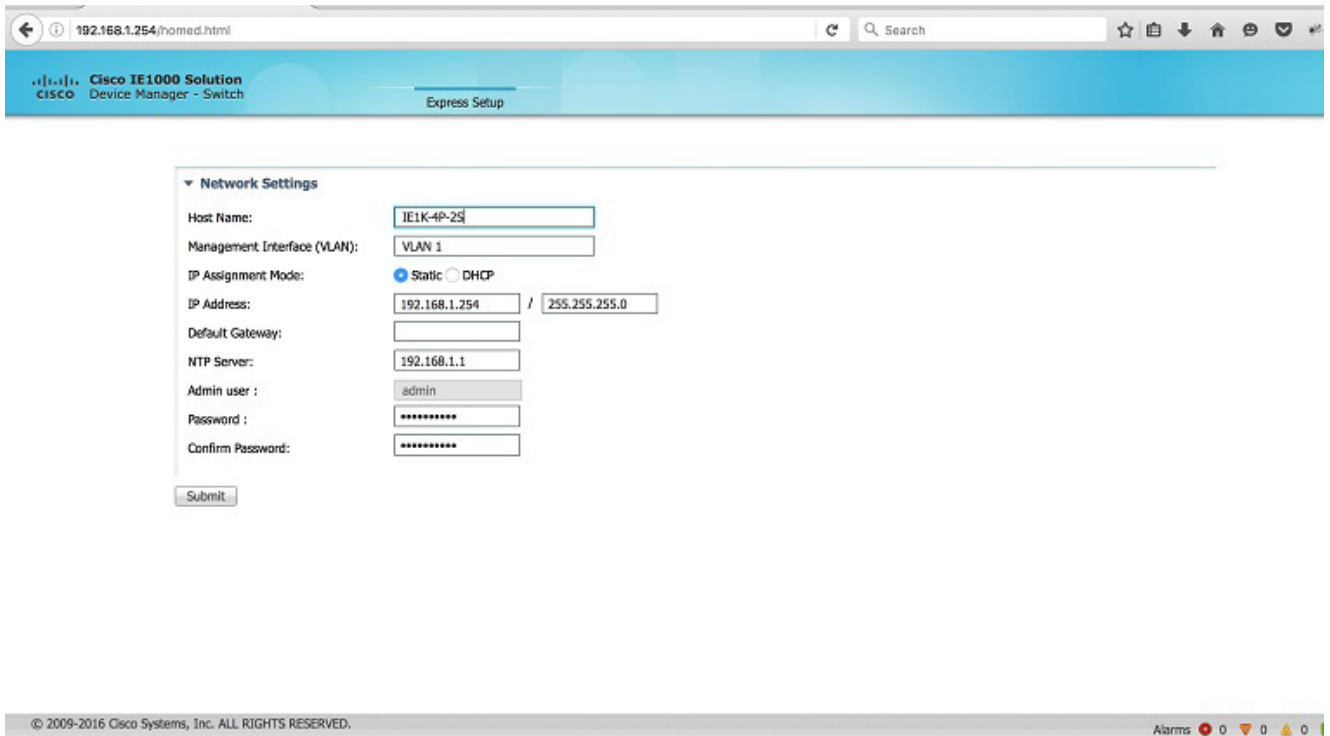 192.168.1.254/homed.html
Search
CISCO
Cisco IE1000 Solution
Device Manager - Switch
Express Setup
Network Settings
Host Name: IE1K-4P-2S
Management Interface (VLAN): VLAN 1
IP Assignment Mode: Static DHCP
IP Address: 192.168.1.254 / 255.255.255.0
Default Gateway:
NTP Server: 192.168.1.1
Admin user : admin
Password : ••••••••••
Confirm Password: ••••••••••
Submit
© 2009-2016 Cisco Systems, Inc. ALL RIGHTS RESERVED.
Alarms 0 0 0